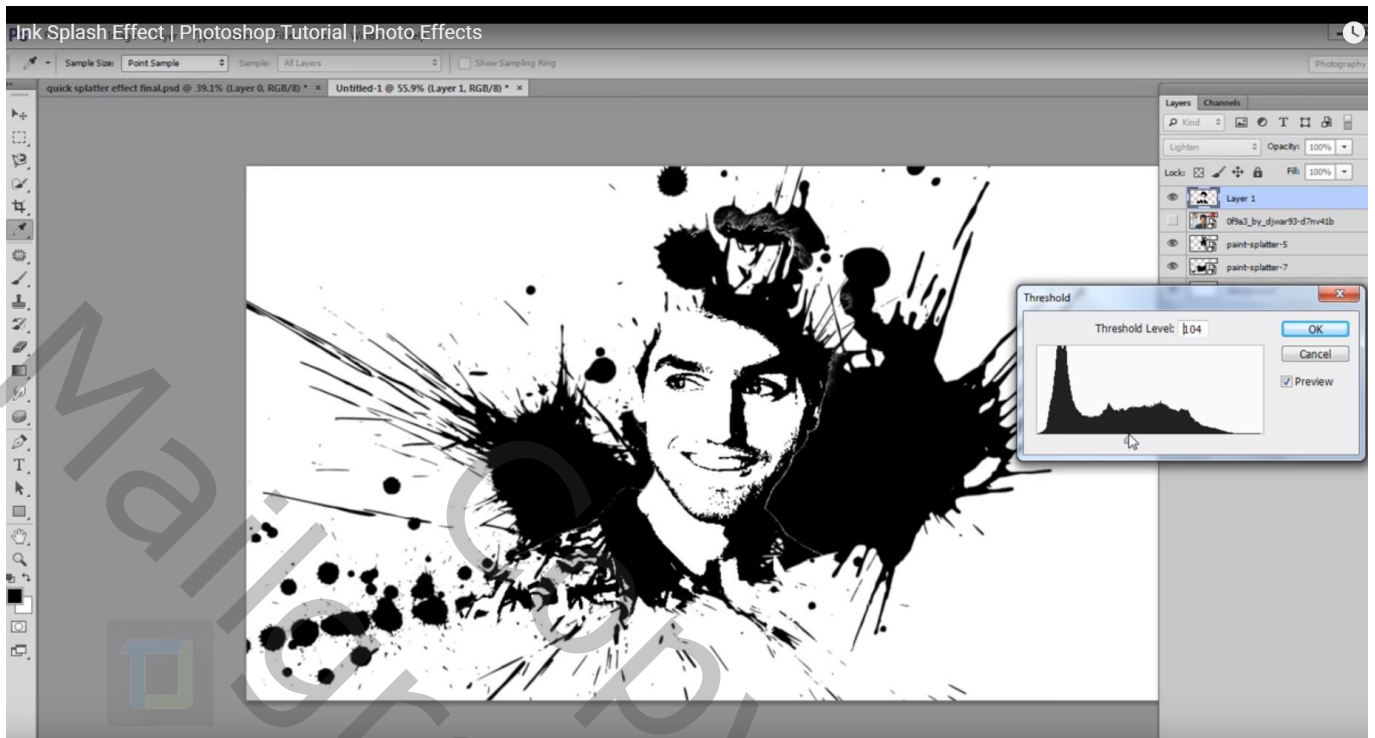 Ink Splash Effect | Photoshop Tutorial | Photo Effects
Sample Size: Point Sample Sample: All Layers Show Sampling Ring Photography
quick splatter effect final.psd @ 39.1% (Layer 0, RGB/8) * × Untitled-1 @ 55.9% (Layer 1, RGB/8) * ×
Layers Channels
Kind
Lighten Opacity: 100%
Lock: Fill: 100%
Layer 1
0f9a3_by_djwar93-d7nv41b
paint-splatter-5
paint-splatter-7
Threshold
Threshold Level: 104
OK
Cancel
Preview